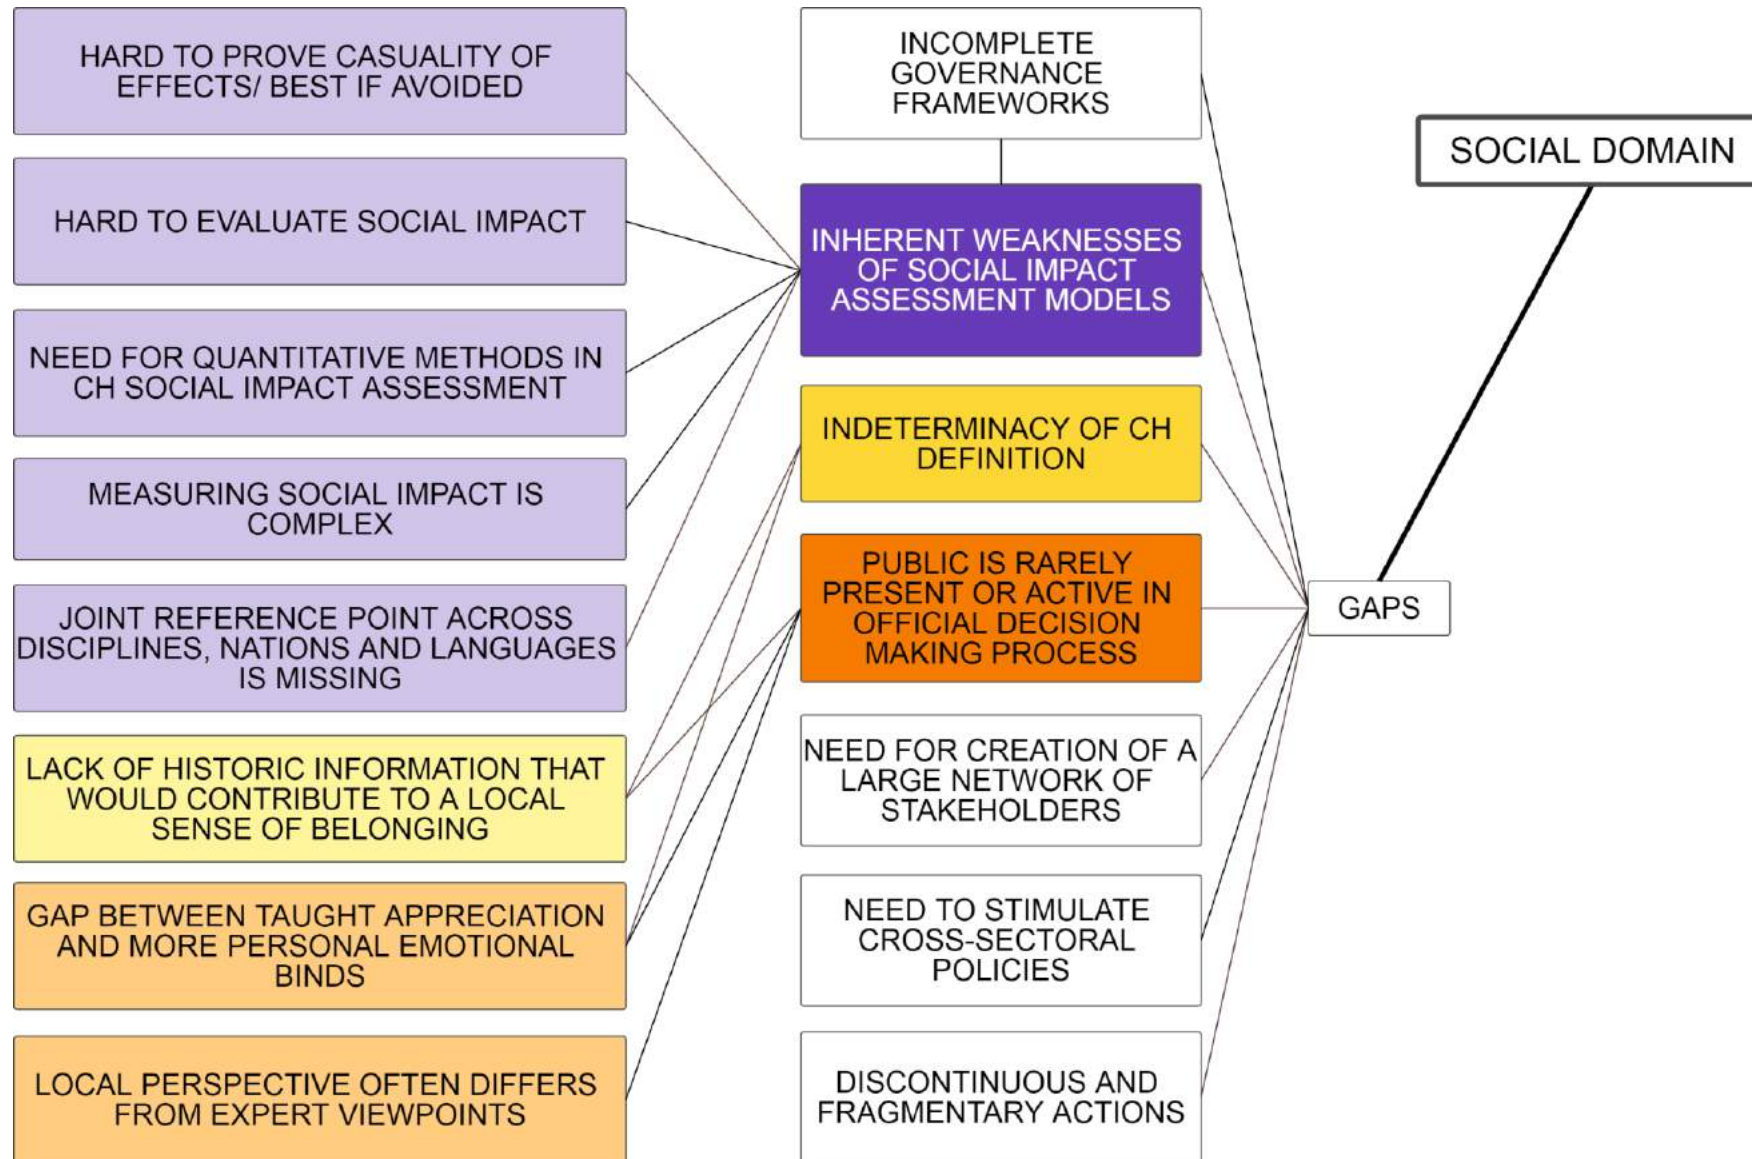 HARD TO PROVE CASUALITY OF
EFFECTS/ BEST IF AVOIDED
HARD TO EVALUATE SOCIAL IMPACT
NEED FOR QUANTITATIVE METHODS IN
CH SOCIAL IMPACT ASSESSMENT
MEASURING SOCIAL IMPACT IS
COMPLEX
JOINT REFERENCE POINT ACROSS
DISCIPLINES, NATIONS AND LANGUAGES
IS MISSING
LACK OF HISTORIC INFORMATION THAT
WOULD CONTRIBUTE TO A LOCAL
SENSE OF BELONGING
GAP BETWEEN TAUGHT APPRECIATION
AND MORE PERSONAL EMOTIONAL
BINDS
LOCAL PERSPECTIVE OFTEN DIFFERS
FROM EXPERT VIEWPOINTS
INCOMPLETE
GOVERNANCE
FRAMEWORKS
INHERENT WEAKNESSES
OF SOCIAL IMPACT
ASSESSMENT MODELS
INDETERMINACY OF CH
DEFINITION
PUBLIC IS RARELY
PRESENT OR ACTIVE IN
OFFICIAL DECISION
MAKING PROCESS
NEED FOR CREATION OF A
LARGE NETWORK OF
STAKEHOLDERS
NEED TO STIMULATE
CROSS-SECTORAL
POLICIES
DISCONTINUOUS AND
FRAGMENTARY ACTIONS
GAPS
SOCIAL DOMAIN